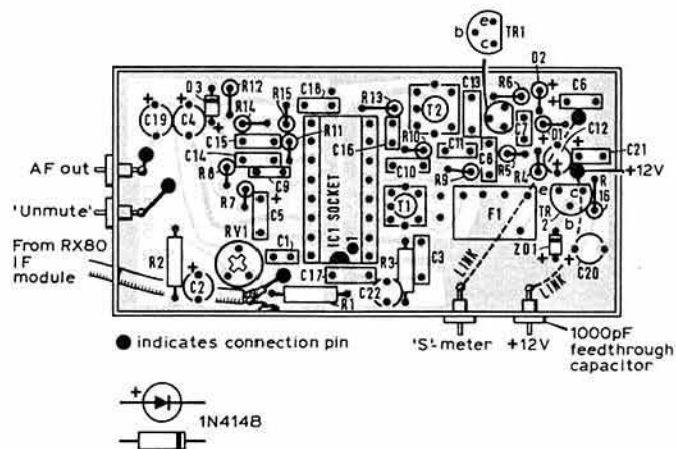 b e c TR1
D3 R12 C18 R13 T2 C13 R6 D2 C6
C19 C4 R14 R15 C7 D1 C12
C15 R11 C16 R10 C11 C8 R5 R4 C21
AF out C14 R8 C9 C10 R9 +12V
'Unmute' R7 C5 IC1 SOCKET T1 F1 e c b TR 2 R 16
From RX80
IF
module
R2 RV1 C1 R3 C3 ZD1 C20
C2 C17 C22 R1 LINK LINK
● indicates connection pin
'S'-meter +12V
1000pF
feedthrough
capacitor
+ 1N4148